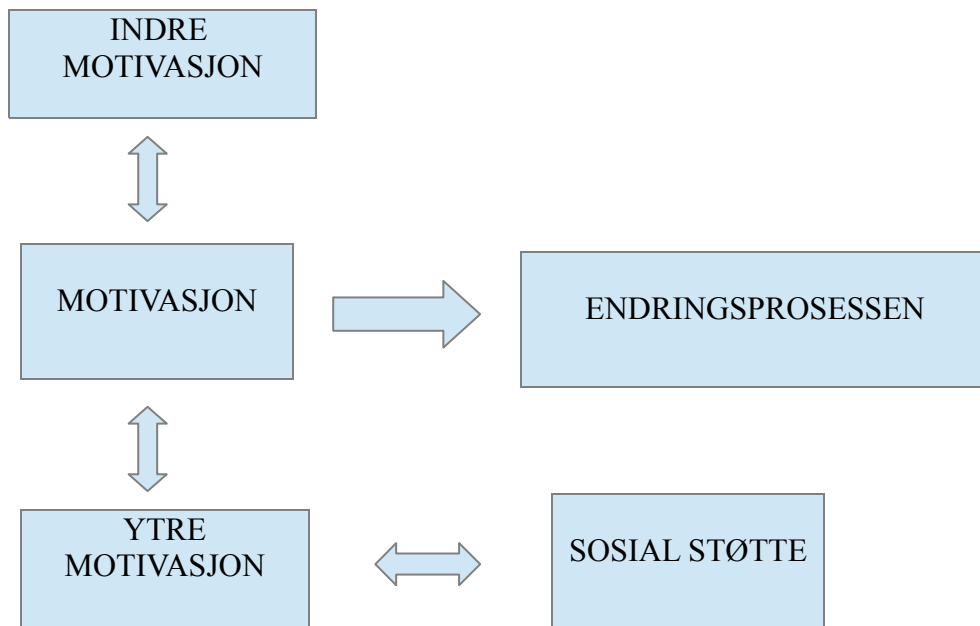 INDRE
MOTIVASJON
MOTIVASJON
ENDRINGSPROSESSEN
YTRE
MOTIVASJON
SOSIAL STØTTE